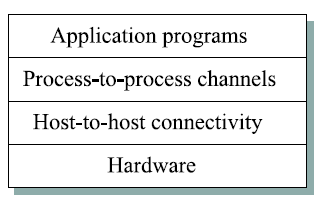 Application programs
Process-to-process channels
Host-to-host connectivity
Hardware